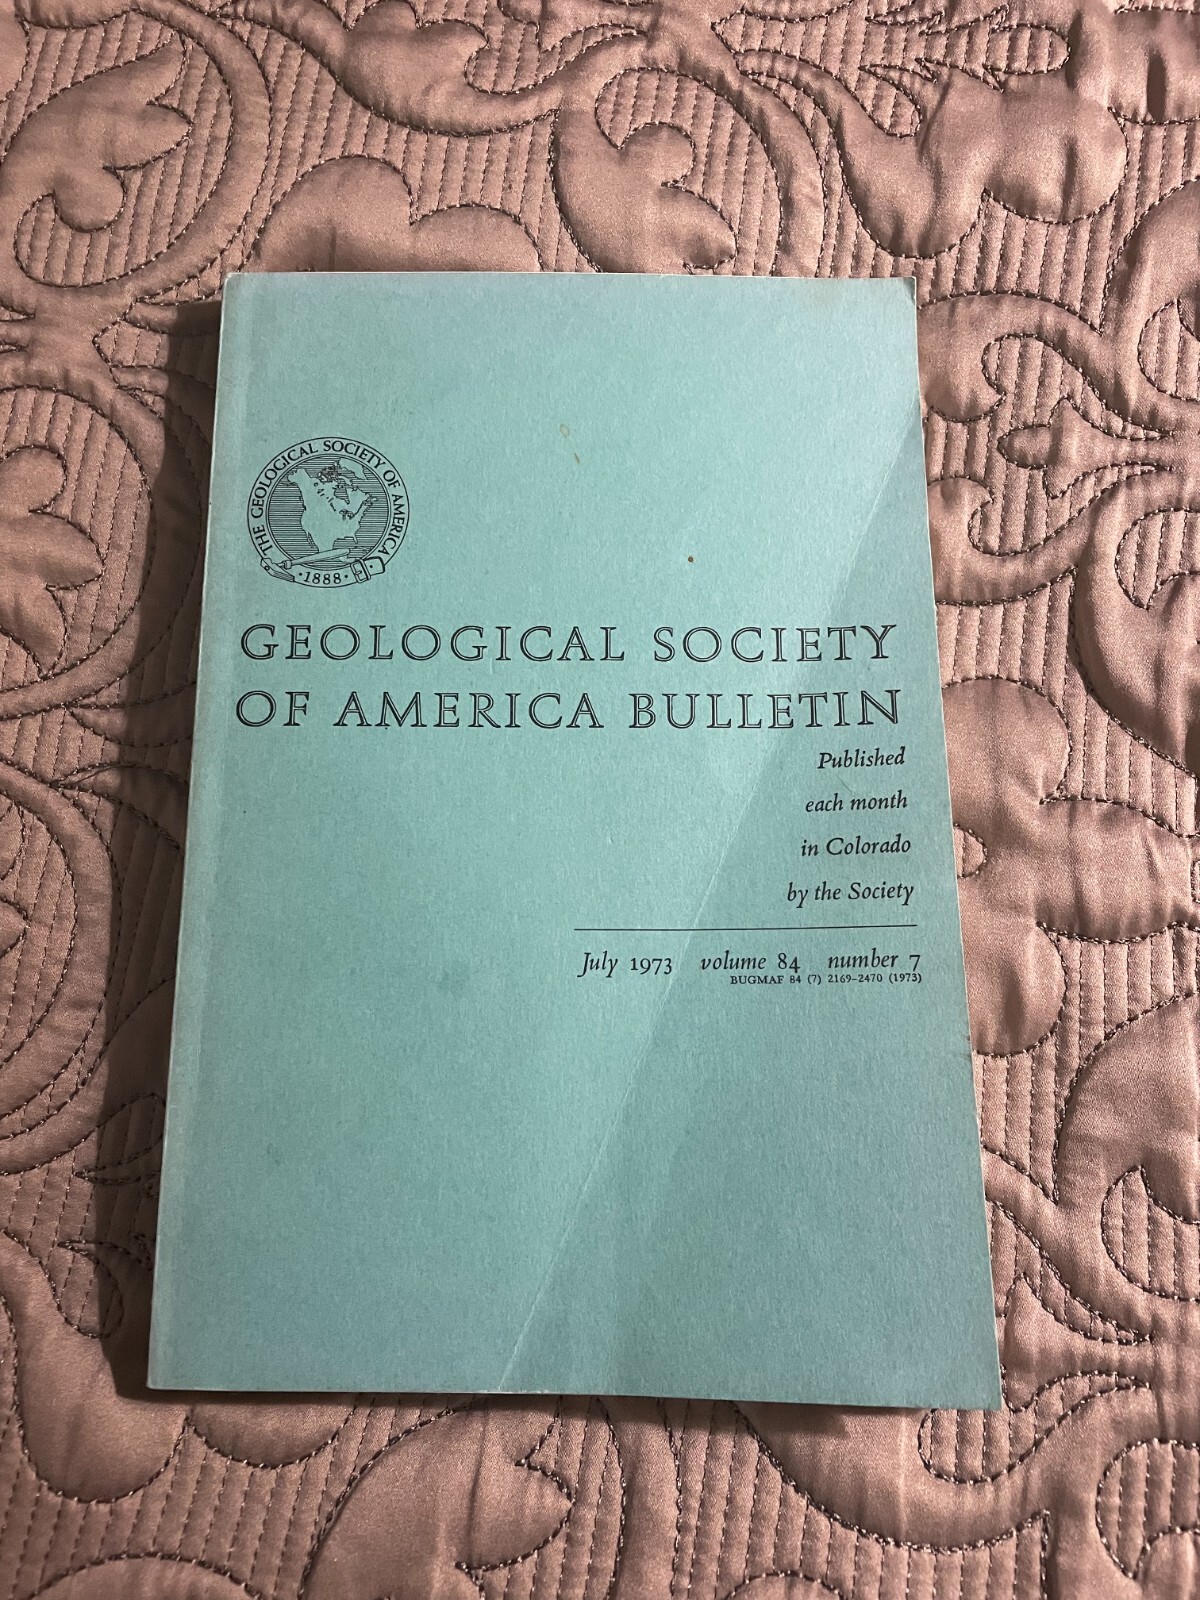 THE GEOLOGICAL SOCIETY OF AMERICA
·1888·
GEOLOGICAL SOCIETY
OF AMERICA BULLETIN
Published
each month
in Colorado
by the Society
July 1973 volume 84 number 7
BUGMAF 84 (7) 2169–2470 (1973)